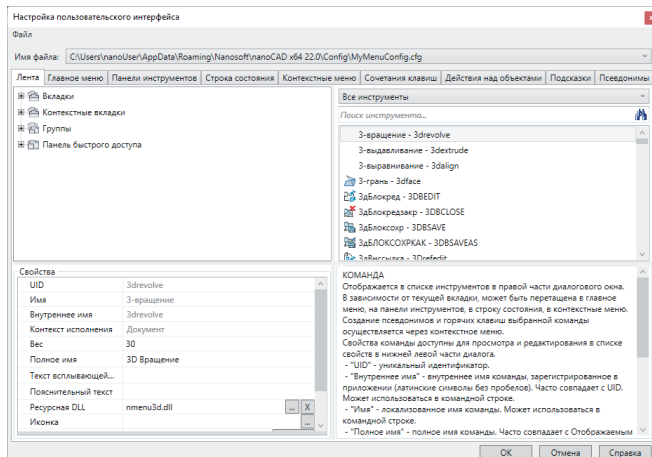 Настройка пользовательского интерфейса
Файл
Имя файла: C:\Users\nanoUser\AppData\Roaming\Nanosoft\nanoCAD x64 22.0\Config\MyMenuConfig.cfg
Лента Главное меню Панели инструментов Строка состояния Контекстные меню Сочетания клавиш Действия над объектами Подсказки Псевдонимы
Вкладки
Контекстные вкладки
Группы
Панель быстрого доступа
Все инструменты
Поиск инструмента...
3-вращение - 3drevolve
3-выдавливание - 3dextrude
3-выравнивание - 3dalign
3-грань - 3dface
3дБлокред - 3DBEDIT
3дБлокредзакр - 3DBCLOSE
3дБлоксохр - 3DBSAVE
3дБЛОКСОХРКАК - 3DBSAVEAS
3дВнссылка - 3Drefedit
Свойства
UID 3drevolve
Имя 3-вращение
Внутреннее имя 3drevolve
Контекст исполнения Документ
Вес 30
Полное имя 3D Вращение
Текст всплывающей...
Пояснительный текст
Ресурсная DLL nmenu3d.dll ... X
Иконка ...
КОМАНДА
Отображается в списке инструментов в правой части диалогового окна.
В зависимости от текущей вкладки, может быть перетащена в главное
меню, на панели инструментов, в строку состояния, в контекстные меню.
Создание псевдонимов и горячих клавиш выбранной команды
осуществляется через контекстное меню.
Свойства команды доступны для просмотра и редактирования в списке
свойств в нижней левой части диалога.
- "UID" - уникальный идентификатор.
- "Внутреннее имя" - внутреннее имя команды, зарегистрированное в
приложении (латинские символы без пробелов). Часто совпадает с UID.
Может использоваться в командной строке.
- "Имя" - локализованное имя команды. Может использоваться в
командной строке.
- "Полное имя" - полное имя команды. Часто совпадает с Отображаемым
ОК Отмена Справка